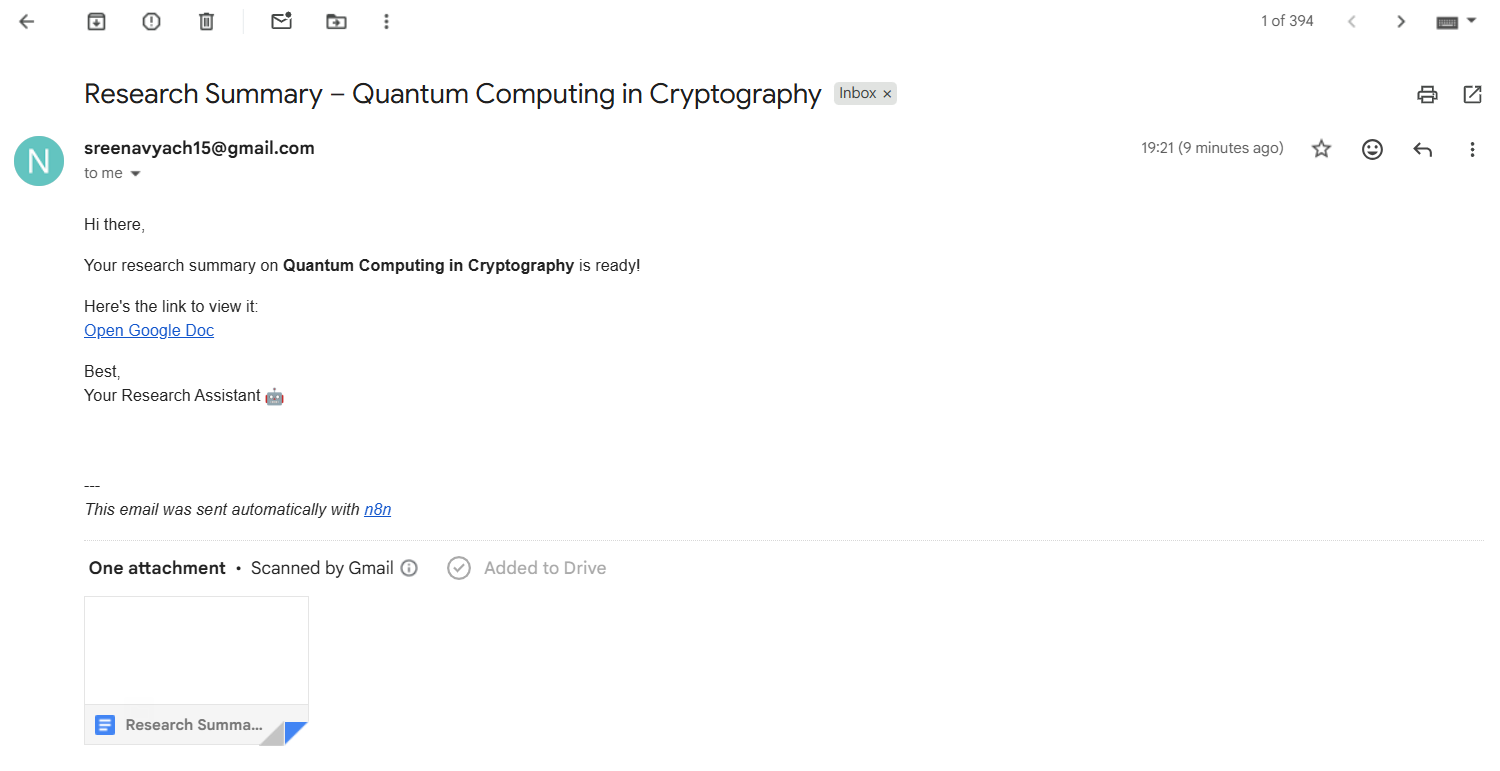 1 of 394
Research Summary – Quantum Computing in Cryptography
Inbox ×
N
sreenavyach15@gmail.com
19:21 (9 minutes ago)
to me
Hi there,
Your research summary on Quantum Computing in Cryptography is ready!
Here's the link to view it:
Open Google Doc
Best,
Your Research Assistant 🤖
---
This email was sent automatically with n8n
One attachment • Scanned by Gmail
Added to Drive
Research Summa...